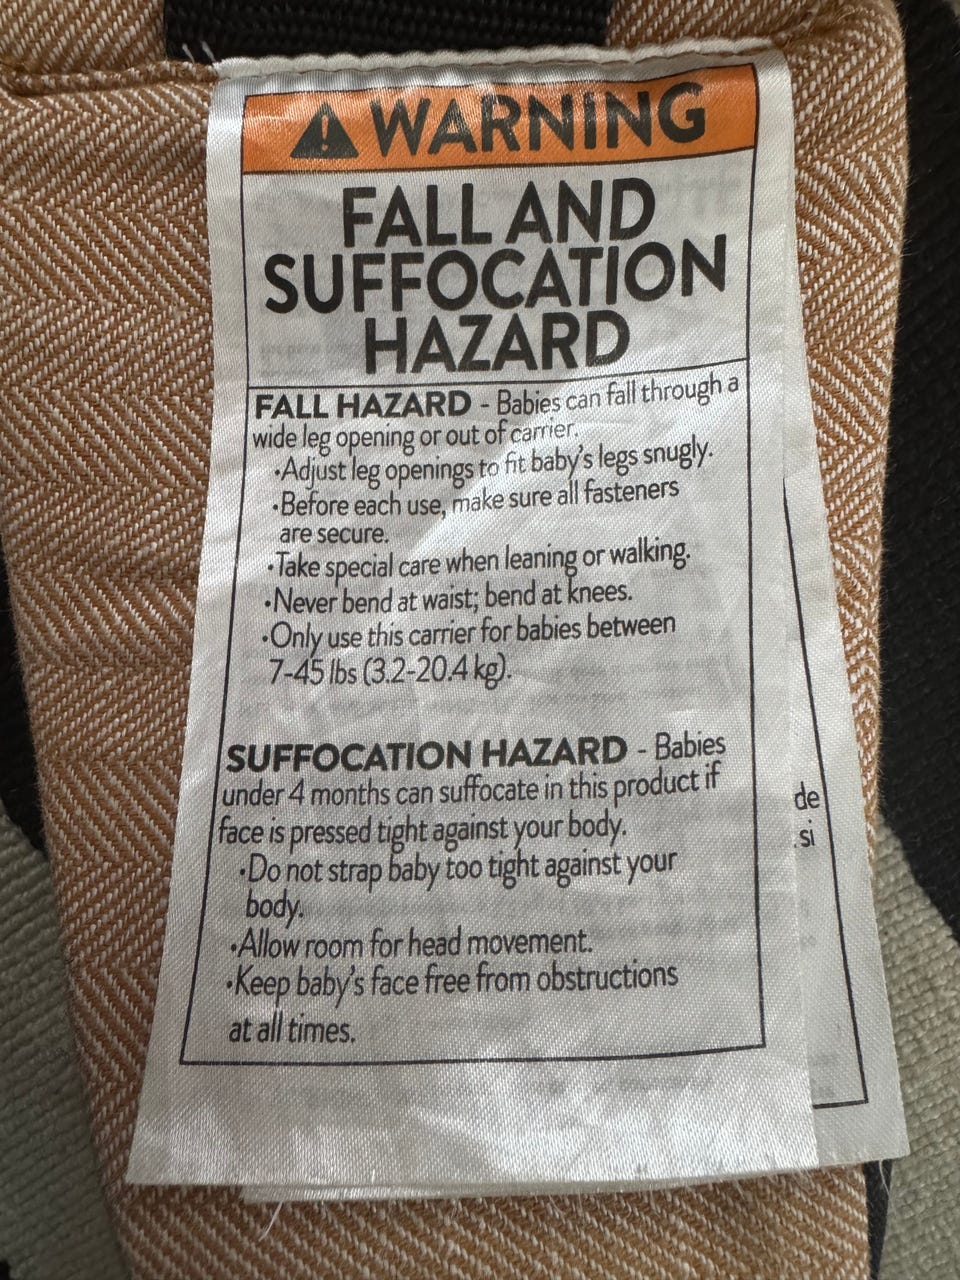 WARNING
FALL AND
SUFFOCATION
HAZARD
FALL HAZARD - Babies can fall through a
wide leg opening or out of carrier.
•Adjust leg openings to fit baby's legs snugly.
•Before each use, make sure all fasteners
are secure.
•Take special care when leaning or walking.
•Never bend at waist; bend at knees.
•Only use this carrier for babies between
7-45 lbs (3.2-20.4 kg).
SUFFOCATION HAZARD - Babies
under 4 months can suffocate in this product if
face is pressed tight against your body.
•Do not strap baby too tight against your
body.
•Allow room for head movement.
•Keep baby's face free from obstructions
at all times.
de
si